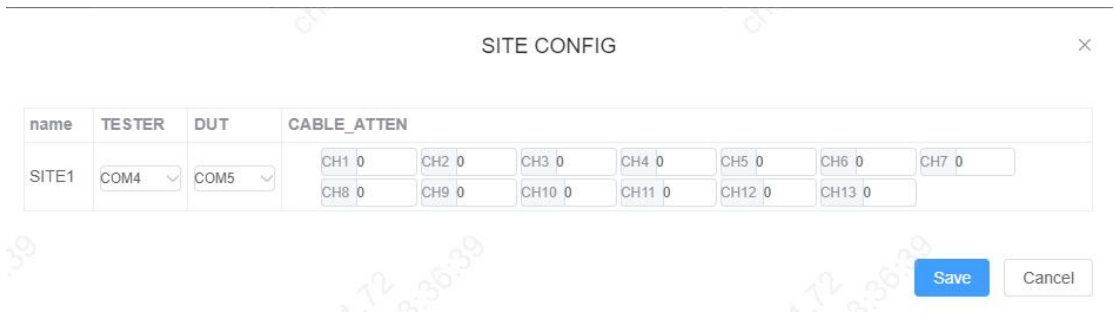 SITE CONFIG
name TESTER DUT CABLE_ATTEN
SITE1 COM4 COM5 CH1 0 CH2 0 CH3 0 CH4 0 CH5 0 CH6 0 CH7 0
CH8 0 CH9 0 CH10 0 CH11 0 CH12 0 CH13 0
Save Cancel